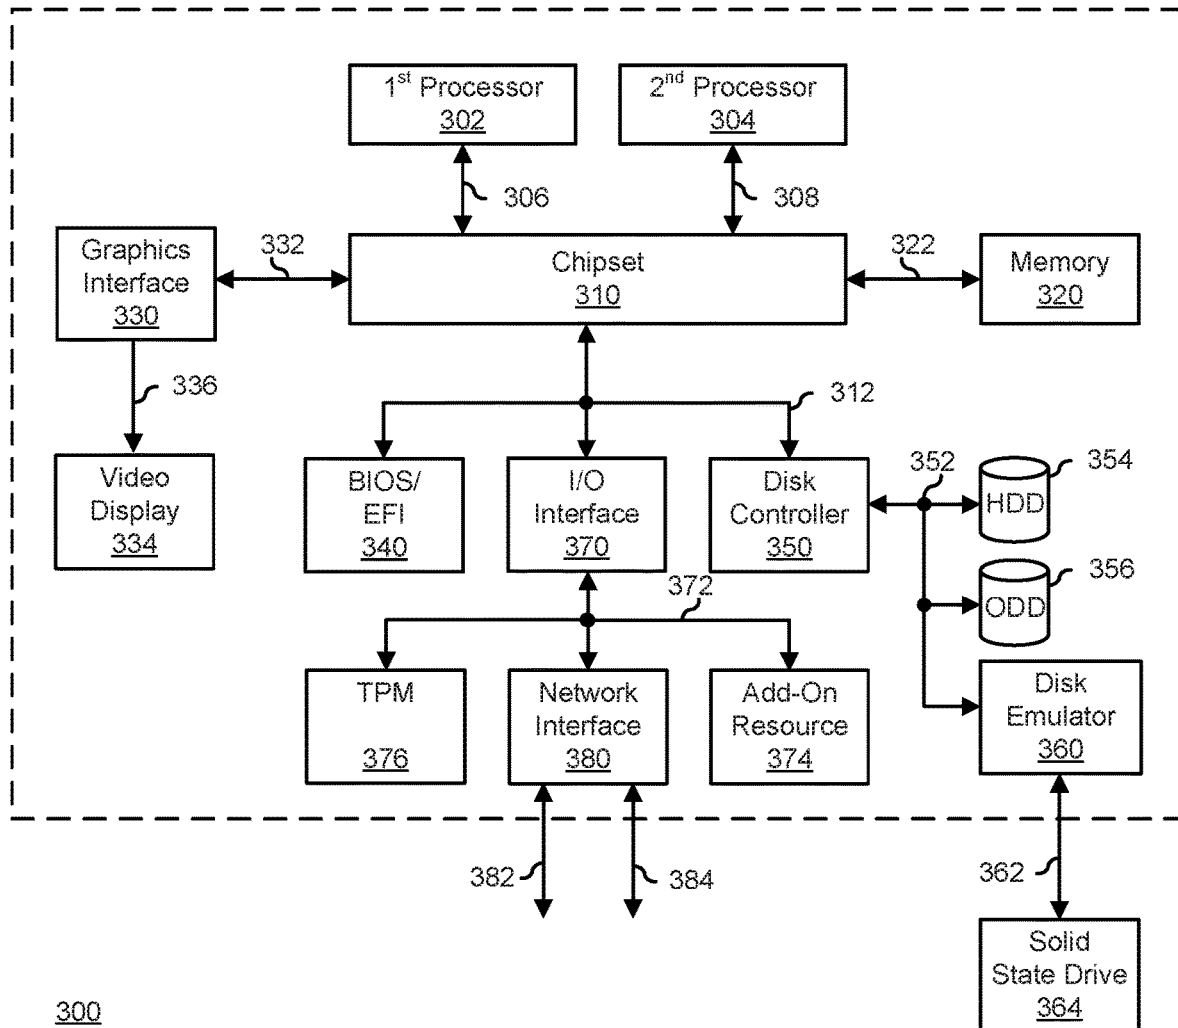 1st Processor
302
2nd Processor
304
306
308
Graphics
Interface
330
332
Chipset
310
322
Memory
320
336
312
Video
Display
334
BIOS/
EFI
340
I/O
Interface
370
Disk
Controller
350
352
HDD
354
ODD
356
372
TPM
376
Network
Interface
380
Add-On
Resource
374
Disk
Emulator
360
382
384
362
Solid
State Drive
364
300